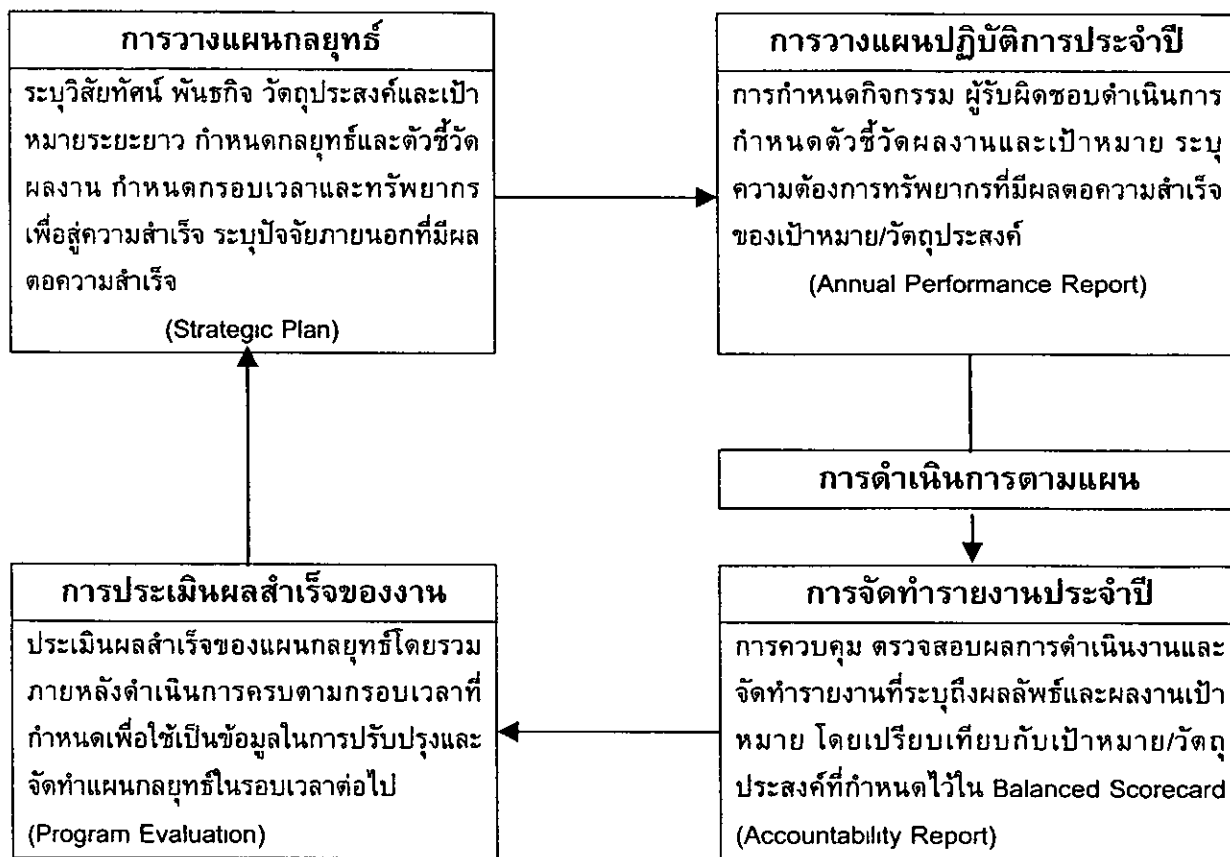 การวางแผนกลยุทธ์
ระบุวิสัยทัศน์ พันธกิจ วัตถุประสงค์และเป้า
หมายระยะยาว กำหนดกลยุทธ์และตัวชี้วัด
ผลงาน กำหนดกรอบเวลาและทรัพยากร
เพื่อสู่ความสำเร็จ ระบุปัจจัยภายนอกที่มีผล
ตอความสำเร็จ
(Strategic Plan)
การวางแผนปฏิบัติการประจำปี
การกำหนดกิจกรรม ผู้รับผิดชอบดำเนินการ
กำหนดตัวชี้วัดผลงานและเป้าหมาย ระบุ
ความต้องการทรัพยากรที่มีผลตอความสำเร็จ
ของเป้าหมาย/วัตถุประสงค์
(Annual Performance Report)
การดำเนินการตามแผน
การจัดทำรายงานประจำปี
การควบคุม ตรวจสอบผลการดำเนินงานและ
จัดทำรายงานที่ระบุถึงผลลัพธ์และผลงานเป้า
หมาย โดยเปรียบเทียบกับเป้าหมาย/วัตถุ
ประสงค์ที่กำหนดไว้ใน Balanced Scorecard
(Accountability Report)
การประเมินผลสำเร็จของงาน
ประเมินผลสำเร็จของแผนกลยุทธ์โดยรวม
ภายหลังดำเนินการครบตามกรอบเวลาที่
กำหนดเพื่อใช้เป็นข้อมูลในการปรับปรุงและ
จัดทำแผนกลยุทธ์ในรอบเวลาต่อไป
(Program Evaluation)